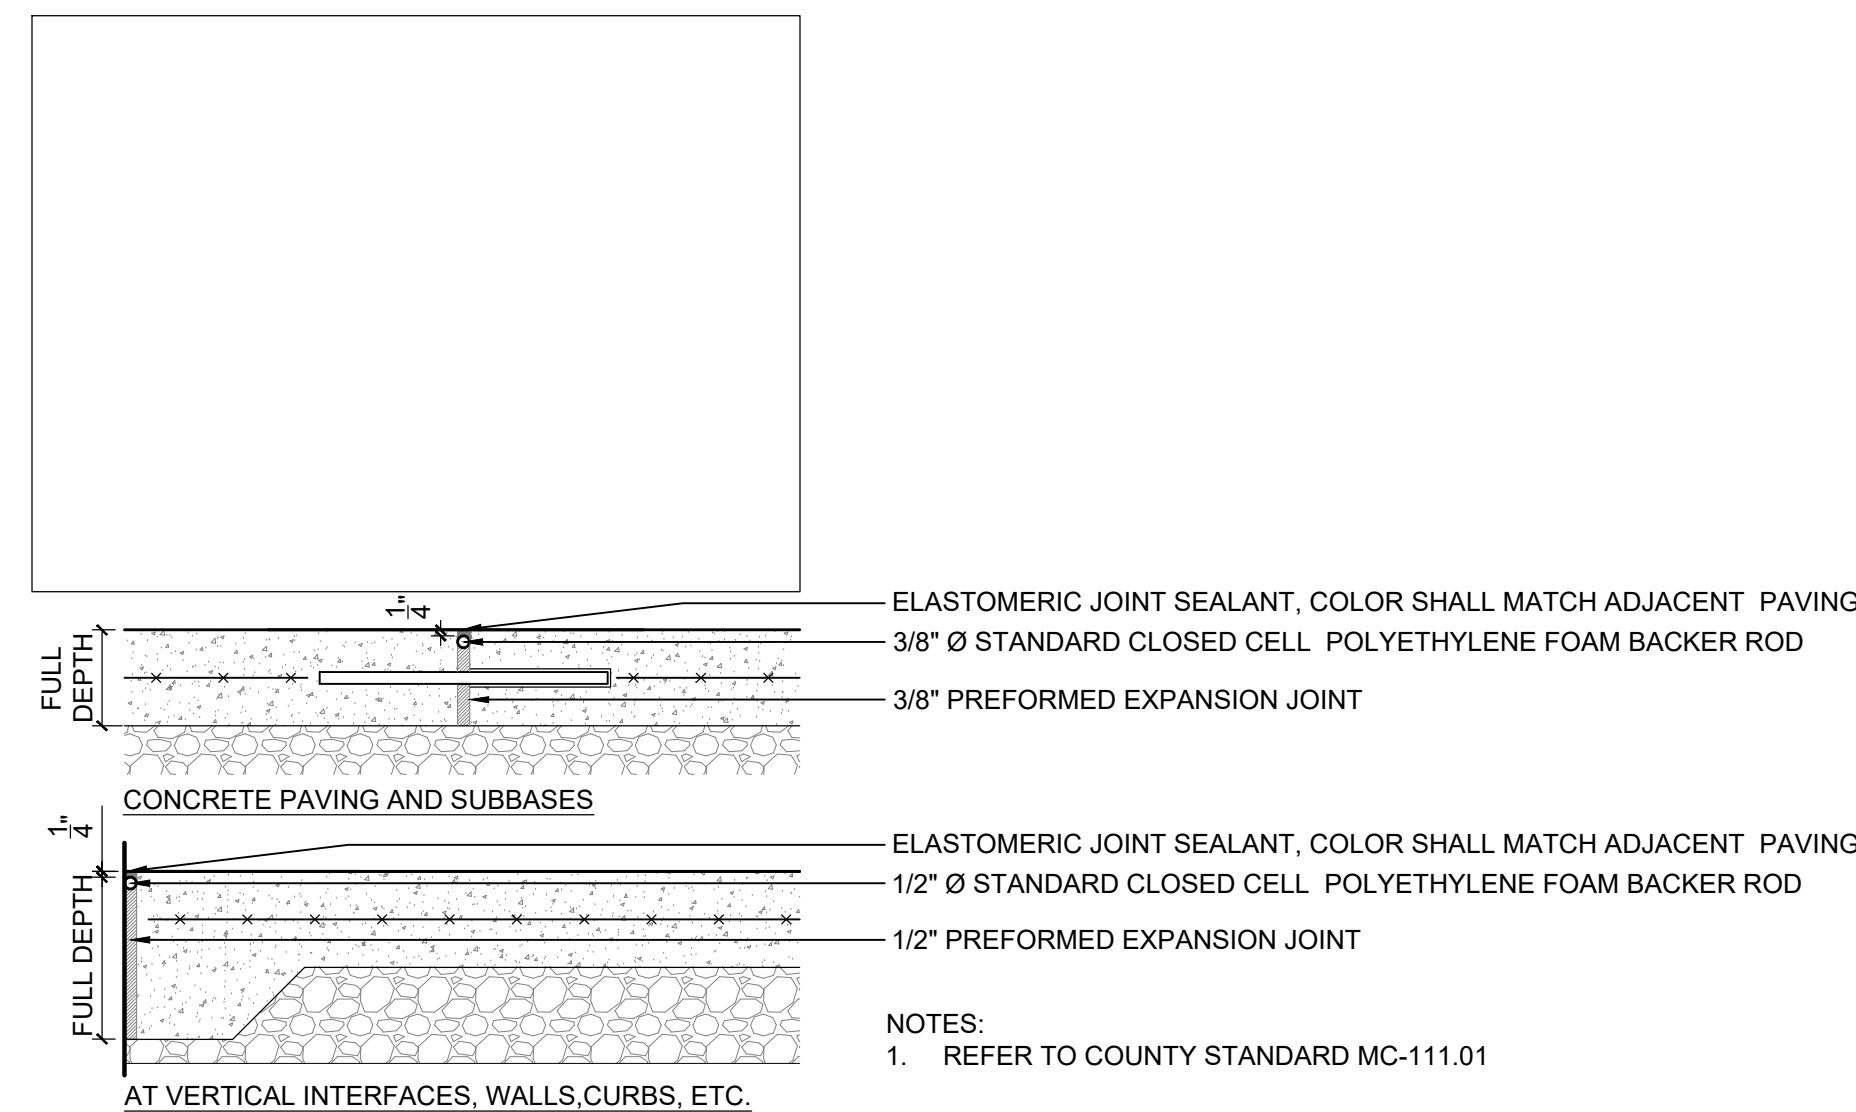 1/4"
ELASTOMERIC JOINT SEALANT, COLOR SHALL MATCH ADJACENT PAVING
3/8" Ø STANDARD CLOSED CELL POLYETHYLENE FOAM BACKER ROD
FULL
DEPTH
3/8" PREFORMED EXPANSION JOINT
CONCRETE PAVING AND SUBBASES
1/4"
ELASTOMERIC JOINT SEALANT, COLOR SHALL MATCH ADJACENT PAVING
1/2" Ø STANDARD CLOSED CELL POLYETHYLENE FOAM BACKER ROD
FULL DEPTH
1/2" PREFORMED EXPANSION JOINT
NOTES:
1. REFER TO COUNTY STANDARD MC-111.01
AT VERTICAL INTERFACES, WALLS,CURBS, ETC.